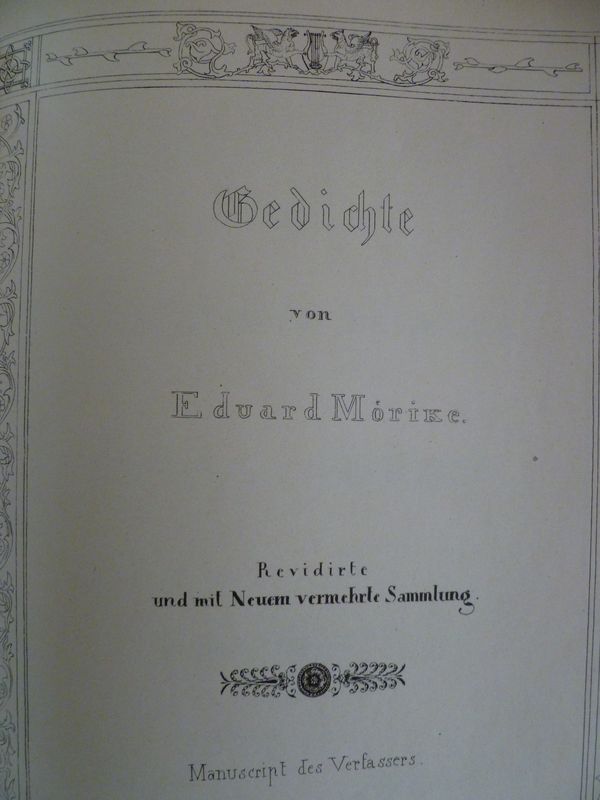 Gedichte
von
Eduard Mörike.
Revidirte
und mit Neuem vermehrte Sammlung.
Manuscript des Verfassers.